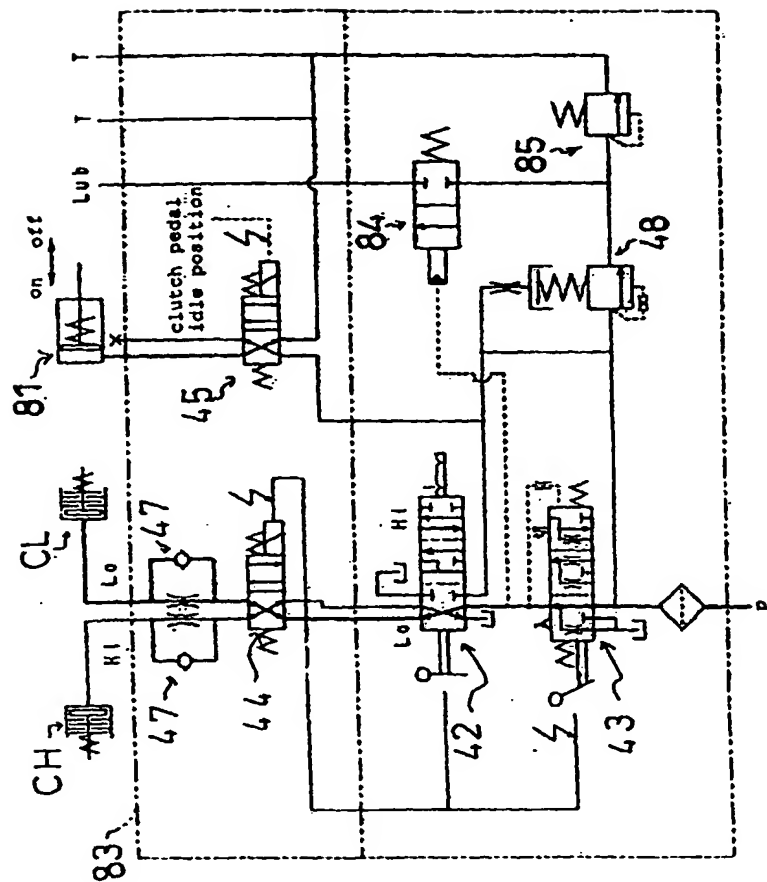 T
T
Lub
on off
81
clutch pedal
idle position
45
84
85
48
CL
47
Lo
Hi
CH
47
44
Hi
Lo
42
43
83
P